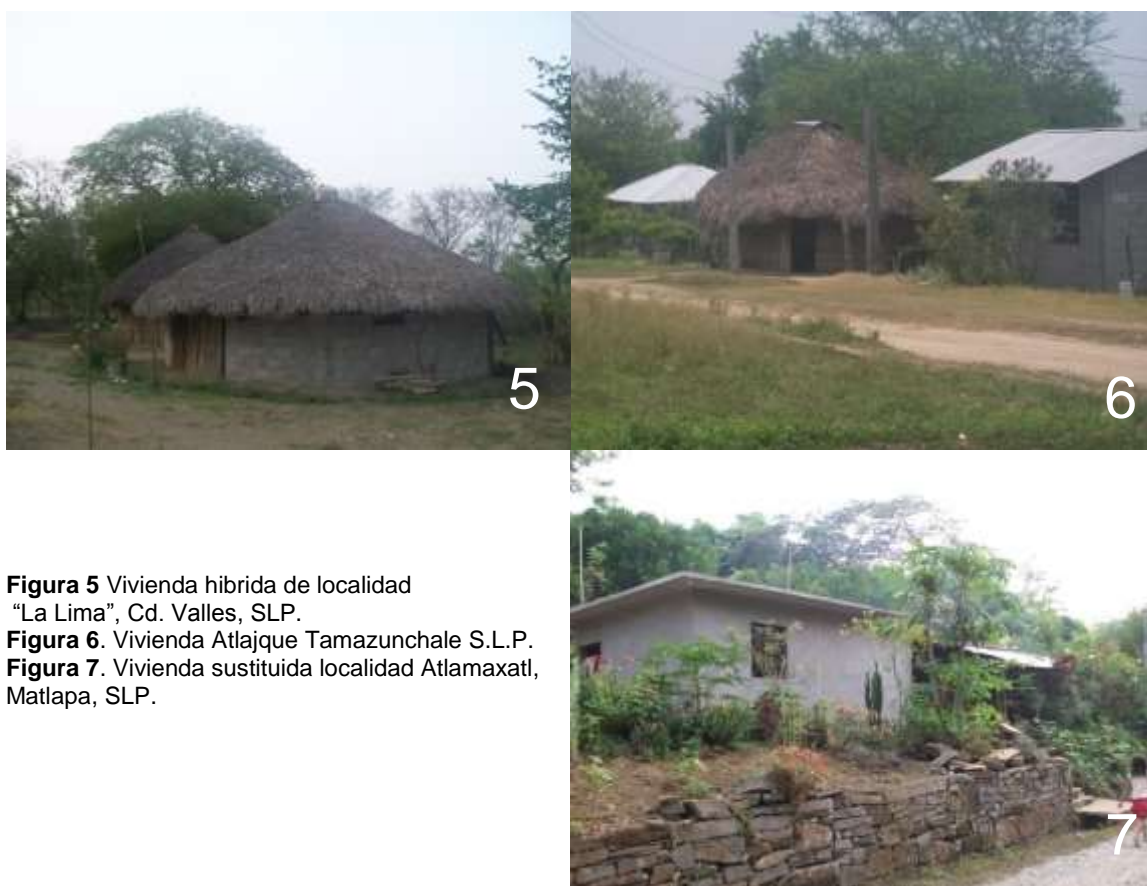 5
6
Figura 5 Vivienda hibrida de localidad
“La Lima”, Cd. Valles, SLP.
Figura 6. Vivienda Atlajque Tamazunchale S.L.P.
Figura 7. Vivienda sustituida localidad Atlamaxatl,
Matlapa, SLP.
7